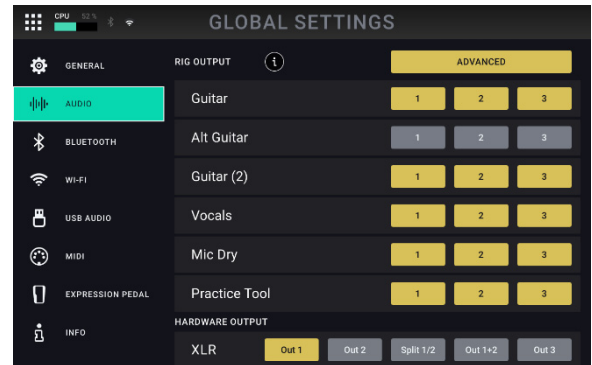 CPU 52 % GLOBAL SETTINGS
GENERAL
AUDIO
BLUETOOTH
WI-FI
USB AUDIO
MIDI
EXPRESSION PEDAL
INFO
RIG OUTPUT i ADVANCED
Guitar 1 2 3
Alt Guitar 1 2 3
Guitar (2) 1 2 3
Vocals 1 2 3
Mic Dry 1 2 3
Practice Tool 1 2 3
HARDWARE OUTPUT
XLR Out 1 Out 2 Split 1/2 Out 1+2 Out 3